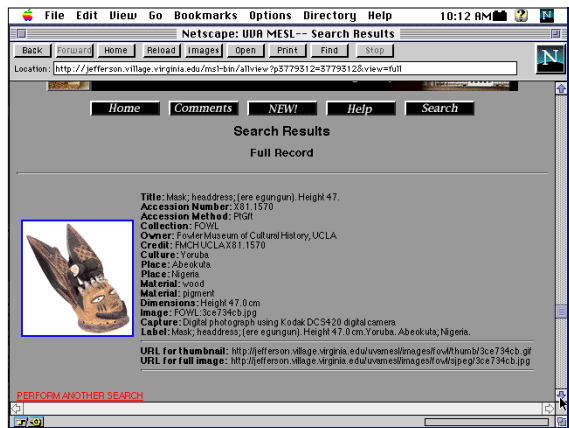 File Edit View Go Bookmarks Options Directory Help 10:12 AM
Netscape: UVA MESL-- Search Results
Back Forward Home Reload Images Open Print Find Stop
N
Location: http://jefferson.village.virginia.edu/msl-bin/allview?p3779312=3779312&view=full
Home Comments NEW! Help Search
Search Results
Full Record
Title: Mask; headdress; (ere egungun). Height 47.
Accession Number: X81.1570
Accession Method: PtGft
Collection: FOWL
Owner: Fowler Museum of Cultural History, UCLA
Credit: FMCH UCLA X81.1570
Culture: Yoruba
Place: Abeokuta
Place: Nigeria
Material: wood
Material: pigment
Dimensions: Height 47.0 cm
Image: FOWL:3ce734cb.jpg
Capture: Digital photograph using Kodak DCS420 digital camera
Label: Mask; headdress; (ere egungun). Height 47.0 cm. Yoruba. Abeokuta; Nigeria.
URL for thumbnail: http://jefferson.village.virginia.edu/uvamesl/images/fowl/thumb/3ce734cb.gif
URL for full image: http://jefferson.village.virginia.edu/uvamesl/images/fowl/sjpeg/3ce734cb.jpg
PERFORM ANOTHER SEARCH